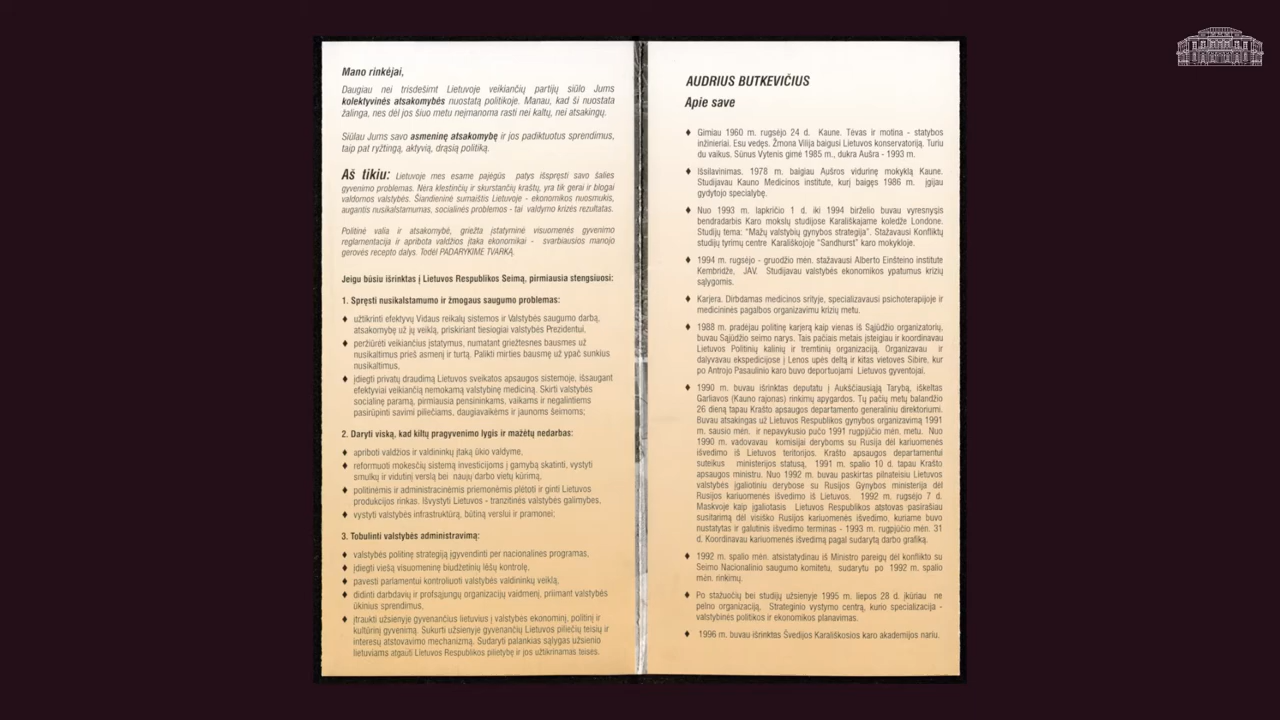 Mano rinkėjai,
Daugiau nei trisdešimt Lietuvoje veikiančių partijų siūlo Jums
kolektyvinės atsakomybės nuostatą politikoje. Manau, kad ši nuostata
žalinga, nes dėl jos šiuo metu neįmanoma rasti nei kaltų, nei atsakingų.
Siūlau Jums savo asmeninę atsakomybę ir jos padiktuotus sprendimus,
taip pat ryžtingą, aktyvią, drąsią politiką.
Aš tikiu: Lietuvoje mes esame pajėgūs patys išspręsti savo šalies
gyvenimo problemas. Nėra klestinčių ir skurstančių kraštų, yra tik gerai ir blogai
valdomos valstybės. Šiandieninė sumaištis Lietuvoje - ekonomikos nuosmukis,
augantis nusikalstamumas, socialinės problemos - tai valdymo krizės rezultatas.
Politinė valia ir atsakomybė, griežta įstatyminė visuomenės gyvenimo
reglamentacija ir apribota valdžios įtaka ekonomikai - svarbiausios manojo
gerovės recepto dalys. Todėl PADARYKIME TVARKĄ.
Jeigu būsiu išrinktas į Lietuvos Respublikos Seimą, pirmiausia stengsiuosi:
1. Spręsti nusikalstamumo ir žmogaus saugumo problemas:
♦ užtikrinti efektyvų Vidaus reikalų sistemos ir Valstybės saugumo darbą,
atsakomybę už jų veiklą, priskiriant tiesiogiai valstybės Prezidentui,
♦ peržiūrėti veikiančius įstatymus, numatant griežtesnes bausmes už
nusikaltimus prieš asmenį ir turtą. Palikti mirties bausmę už ypač sunkius
nusikaltimus,
♦ įdiegti privatų draudimą Lietuvos sveikatos apsaugos sistemoje, išsaugant
efektyviai veikiančią nemokamą valstybinę mediciną. Skirti valstybės
socialinę paramą, pirmiausia pensininkams, vaikams ir negalintiems
pasirūpinti savimi piliečiams, daugiavaikėms ir jaunoms šeimoms;
2. Daryti viską, kad kiltų pragyvenimo lygis ir mažėtų nedarbas:
♦ apriboti valdžios ir valdininkų įtaką ūkio valdyme,
♦ reformuoti mokesčių sistemą investicijoms į gamybą skatinti, vystyti
smulkų ir vidutinį verslą bei naujų darbo vietų kūrimą,
♦ politinėmis ir administracinėmis priemonėmis plėtoti ir ginti Lietuvos
produkcijos rinkas. Išvystyti Lietuvos - tranzitinės valstybės galimybes,
♦ vystyti valstybės infrastruktūrą, būtiną verslui ir pramonei;
3. Tobulinti valstybės administravimą:
♦ valstybės politinę strategiją įgyvendinti per nacionalines programas,
♦ įdiegti viešą visuomeninę biudžetinių lėšų kontrolę,
♦ pavesti parlamentui kontroliuoti valstybės valdininkų veiklą,
♦ didinti darbdavių ir profsąjungų organizacijų vaidmenį, priimant valstybės
ūkinius sprendimus,
♦ įtraukti užsienyje gyvenančius lietuvius į valstybės ekonominį, politinį ir
kultūrinį gyvenimą. Sukurti užsienyje gyvenančių Lietuvos piliečių teisių ir
interesų atstovavimo mechanizmą. Sudaryti palankias sąlygas užsienio
lietuviams atgauti Lietuvos Respublikos pilietybę ir jos užtikrinamas teises.
AUDRIUS BUTKEVIČIUS
Apie save
♦ Gimiau 1960 m. rugsėjo 24 d. Kaune. Tėvas ir motina - statybos
inžinieriai. Esu vedęs. Žmona Vilija baigusi Lietuvos konservatoriją. Turiu
du vaikus. Sūnus Vytenis gimė 1985 m., dukra Aušra - 1993 m.
♦ Išsilavinimas. 1978 m. baigiau Aušros vidurinę mokyklą Kaune.
Studijavau Kauno Medicinos institute, kurį baigęs 1986 m. įgijau
gydytojo specialybę.
♦ Nuo 1993 m. lapkričio 1 d. iki 1994 birželio buvau vyresnysis
bendradarbis Karo mokslų studijose Karališkajame koledže Londone.
Studijų tema: "Mažų valstybių gynybos strategija". Stažavausi Konfliktų
studijų tyrimų centre Karališkojoje "Sandhurst" karo mokykloje.
♦ 1994 m. rugsėjo - gruodžio mėn. stažavausi Alberto Einšteino institute
Kembridže, JAV. Studijavau valstybės ekonomikos ypatumus krizių
sąlygomis.
♦ Karjera. Dirbdamas medicinos srityje, specializavausi psichoterapijoje ir
medicininės pagalbos organizavimu krizių metu.
♦ 1988 m. pradėjau politinę karjerą kaip vienas iš Sąjūdžio organizatorių,
buvau Sąjūdžio seimo narys. Tais pačiais metais įsteigiau ir koordinavau
Lietuvos Politinių kalinių ir tremtinių organizaciją. Organizavau ir
dalyvavau ekspedicijose į Lenos upės deltą ir kitas vietoves Sibire, kur
po Antrojo Pasaulinio karo buvo deportuojami Lietuvos gyventojai.
♦ 1990 m. buvau išrinktas deputatu į Aukščiausiąją Tarybą, iškeltas
Garliavos (Kauno rajonas) rinkimų apygardos. Tų pačių metų balandžio
26 dieną tapau Krašto apsaugos departamento generaliniu direktoriumi.
Buvau atsakingas už Lietuvos Respublikos gynybos organizavimą 1991
m. sausio mėn. ir nepavykusio pučo 1991 rugpjūčio mėn. metu. Nuo
1990 m. vadovavau komisijai deryboms su Rusija dėl kariuomenės
išvedimo iš Lietuvos teritorijos. Krašto apsaugos departamentui
suteikus ministerijos statusą, 1991 m. spalio 10 d. tapau Krašto
apsaugos ministru. Nuo 1992 m. buvau paskirtas pilnateisiu Lietuvos
valstybės įgaliotiniu derybose su Rusijos Gynybos ministerija dėl
Rusijos kariuomenės išvedimo iš Lietuvos. 1992 m. rugsėjo 7 d.
Maskvoje kaip įgaliotasis Lietuvos Respublikos atstovas pasirašiau
susitarimą dėl visiško Rusijos kariuomenės išvedimo, kuriame buvo
nustatytas ir galutinis išvedimo terminas - 1993 m. rugpjūčio mėn. 31
d. Koordinavau kariuomenės išvedimą pagal sudarytą darbo grafiką.
♦ 1992 m. spalio mėn. atsistatydinau iš Ministro pareigų dėl konflikto su
Seimo Nacionalinio saugumo komitetu, sudarytu po 1992 m. spalio
mėn. rinkimų.
♦ Po stažuočių bei studijų užsienyje 1995 m. liepos 28 d. įkūriau ne
pelno organizaciją, Strateginio vystymo centrą, kurio specializacija -
valstybinės politikos ir ekonomikos planavimas.
♦ 1996 m. buvau išrinktas Švedijos Karališkosios karo akademijos nariu.